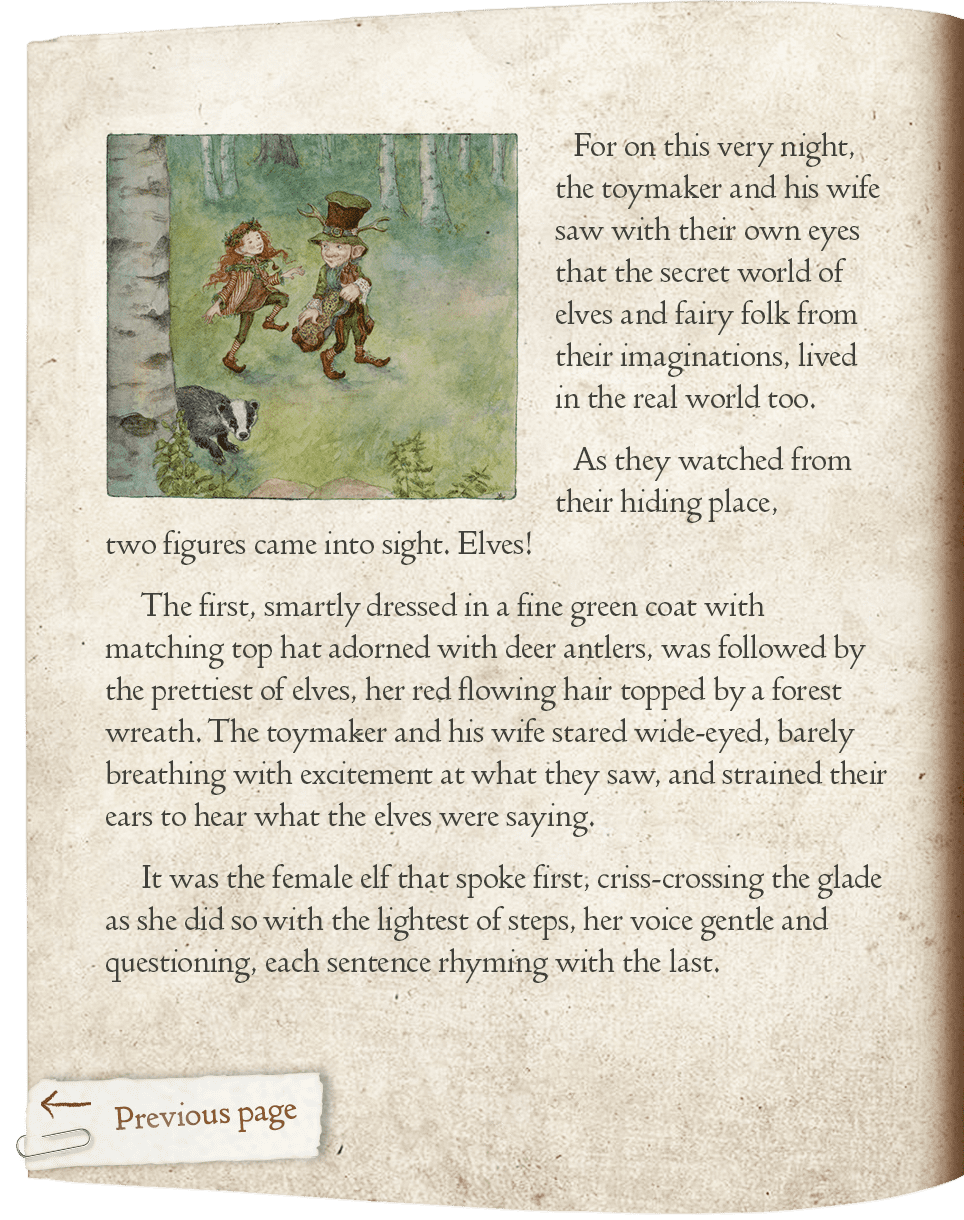 For on this very night,
the toymaker and his wife
saw with their own eyes
that the secret world of
elves and fairy folk from
their imaginations, lived
in the real world too.
As they watched from
their hiding place,
two figures came into sight. Elves!
The first, smartly dressed in a fine green coat with
matching top hat adorned with deer antlers, was followed by
the prettiest of elves, her red flowing hair topped by a forest
wreath. The toymaker and his wife stared wide-eyed, barely
breathing with excitement at what they saw, and strained their
ears to hear what the elves were saying.
It was the female elf that spoke first; criss-crossing the glade
as she did so with the lightest of steps, her voice gentle and
questioning, each sentence rhyming with the last.
Previous page